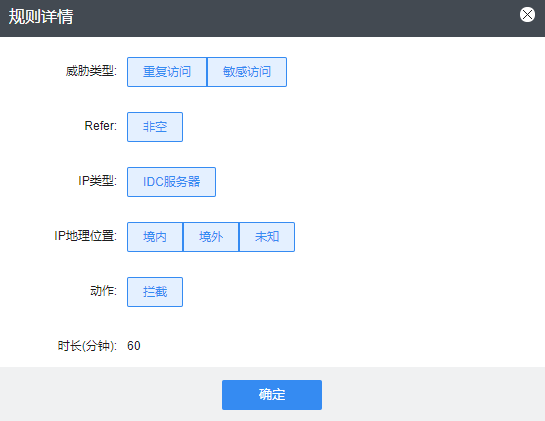 规则详情
威胁类型: 重复访问 敏感访问
Refer: 非空
IP类型: IDC服务器
IP地理位置: 境内 境外 未知
动作: 拦截
时长(分钟): 60
确定